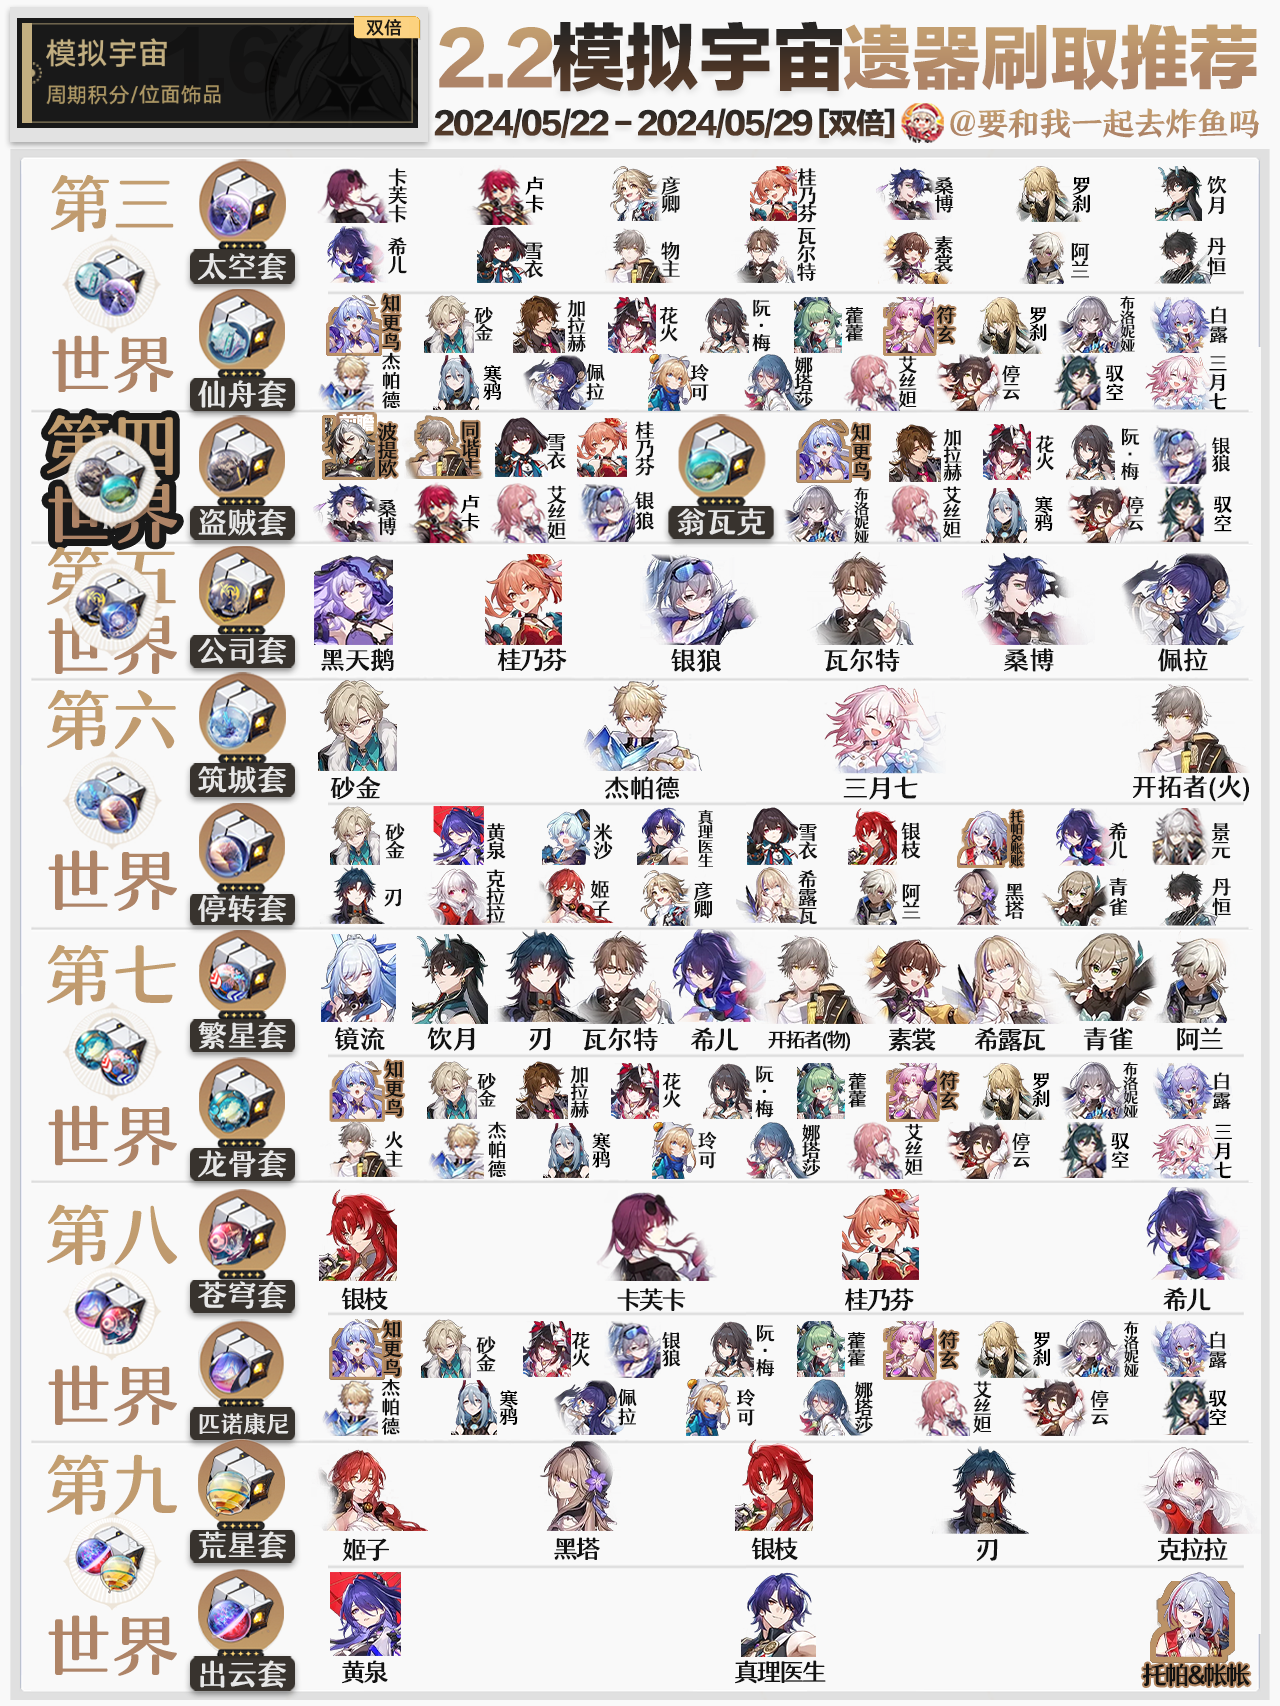 双倍
模拟宇宙
周期积分/位面饰品
2.2模拟宇宙遗器刷取推荐
2024/05/22 - 2024/05/29 [双倍] @要和我一起去炸鱼吗
第三世界
太空套
卡芙卡 卢卡 彦卿 桂乃芬 桑博 罗刹 饮月
希儿 雪衣 物主 瓦尔特 素裳 阿兰 丹恒
仙舟套
知更鸟 砂金 加拉赫 花火 阮·梅 藿藿 符玄 罗刹 布洛妮娅 白露
杰帕德 寒鸦 佩拉 玲可 娜塔莎 艾丝妲 停云 驭空 三月七
第四世界
盗贼套
波提欧 同谐主 雪衣 桂乃芬
桑博 卢卡 艾丝妲 银狼
翁瓦克
知更鸟 加拉赫 花火 阮·梅 银狼
布洛妮娅 艾丝妲 寒鸦 停云 驭空
第五世界
公司套
黑天鹅 桂乃芬 银狼 瓦尔特 桑博 佩拉
第六世界
筑城套
砂金 杰帕德 三月七 开拓者(火)
停转套
砂金 黄泉 米沙 真理医生 雪衣 银枝 托帕&账账 希儿 景元
刃 克拉拉 姬子 彦卿 希露瓦 阿兰 黑塔 青雀 丹恒
第七世界
繁星套
镜流 饮月 刃 瓦尔特 希儿 开拓者(物) 素裳 希露瓦 青雀 阿兰
龙骨套
知更鸟 砂金 加拉赫 花火 阮·梅 藿藿 符玄 罗刹 布洛妮娅 白露
火主 杰帕德 寒鸦 玲可 娜塔莎 艾丝妲 停云 驭空 三月七
第八世界
苍穹套
银枝 卡芙卡 桂乃芬 希儿
匹诺康尼
知更鸟 砂金 花火 银狼 阮·梅 藿藿 符玄 罗刹 布洛妮娅 白露
杰帕德 寒鸦 佩拉 玲可 娜塔莎 艾丝妲 停云 驭空
第九世界
荒星套
姬子 黑塔 银枝 刃 克拉拉
出云套
黄泉 真理医生 托帕&帐帐